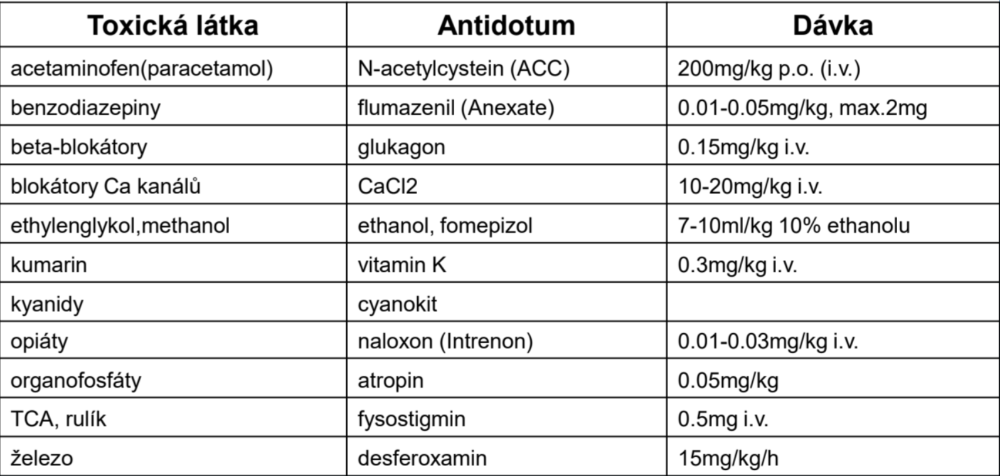 Toxická látka Antidotum Dávka
acetaminofen(paracetamol) N-acetylcystein (ACC) 200mg/kg p.o. (i.v.)
benzodiazepiny flumazenil (Anexate) 0.01-0.05mg/kg, max.2mg
beta-blokátory glukagon 0.15mg/kg i.v.
blokátory Ca kanálů CaCl2 10-20mg/kg i.v.
ethylenglykol,methanol ethanol, fomepizol 7-10ml/kg 10% ethanolu
kumarin vitamin K 0.3mg/kg i.v.
kyanidy cyanokit
opiáty naloxon (Intrenon) 0.01-0.03mg/kg i.v.
organofosfáty atropin 0.05mg/kg
TCA, rulík fysostigmin 0.5mg i.v.
železo desferoxamin 15mg/kg/h